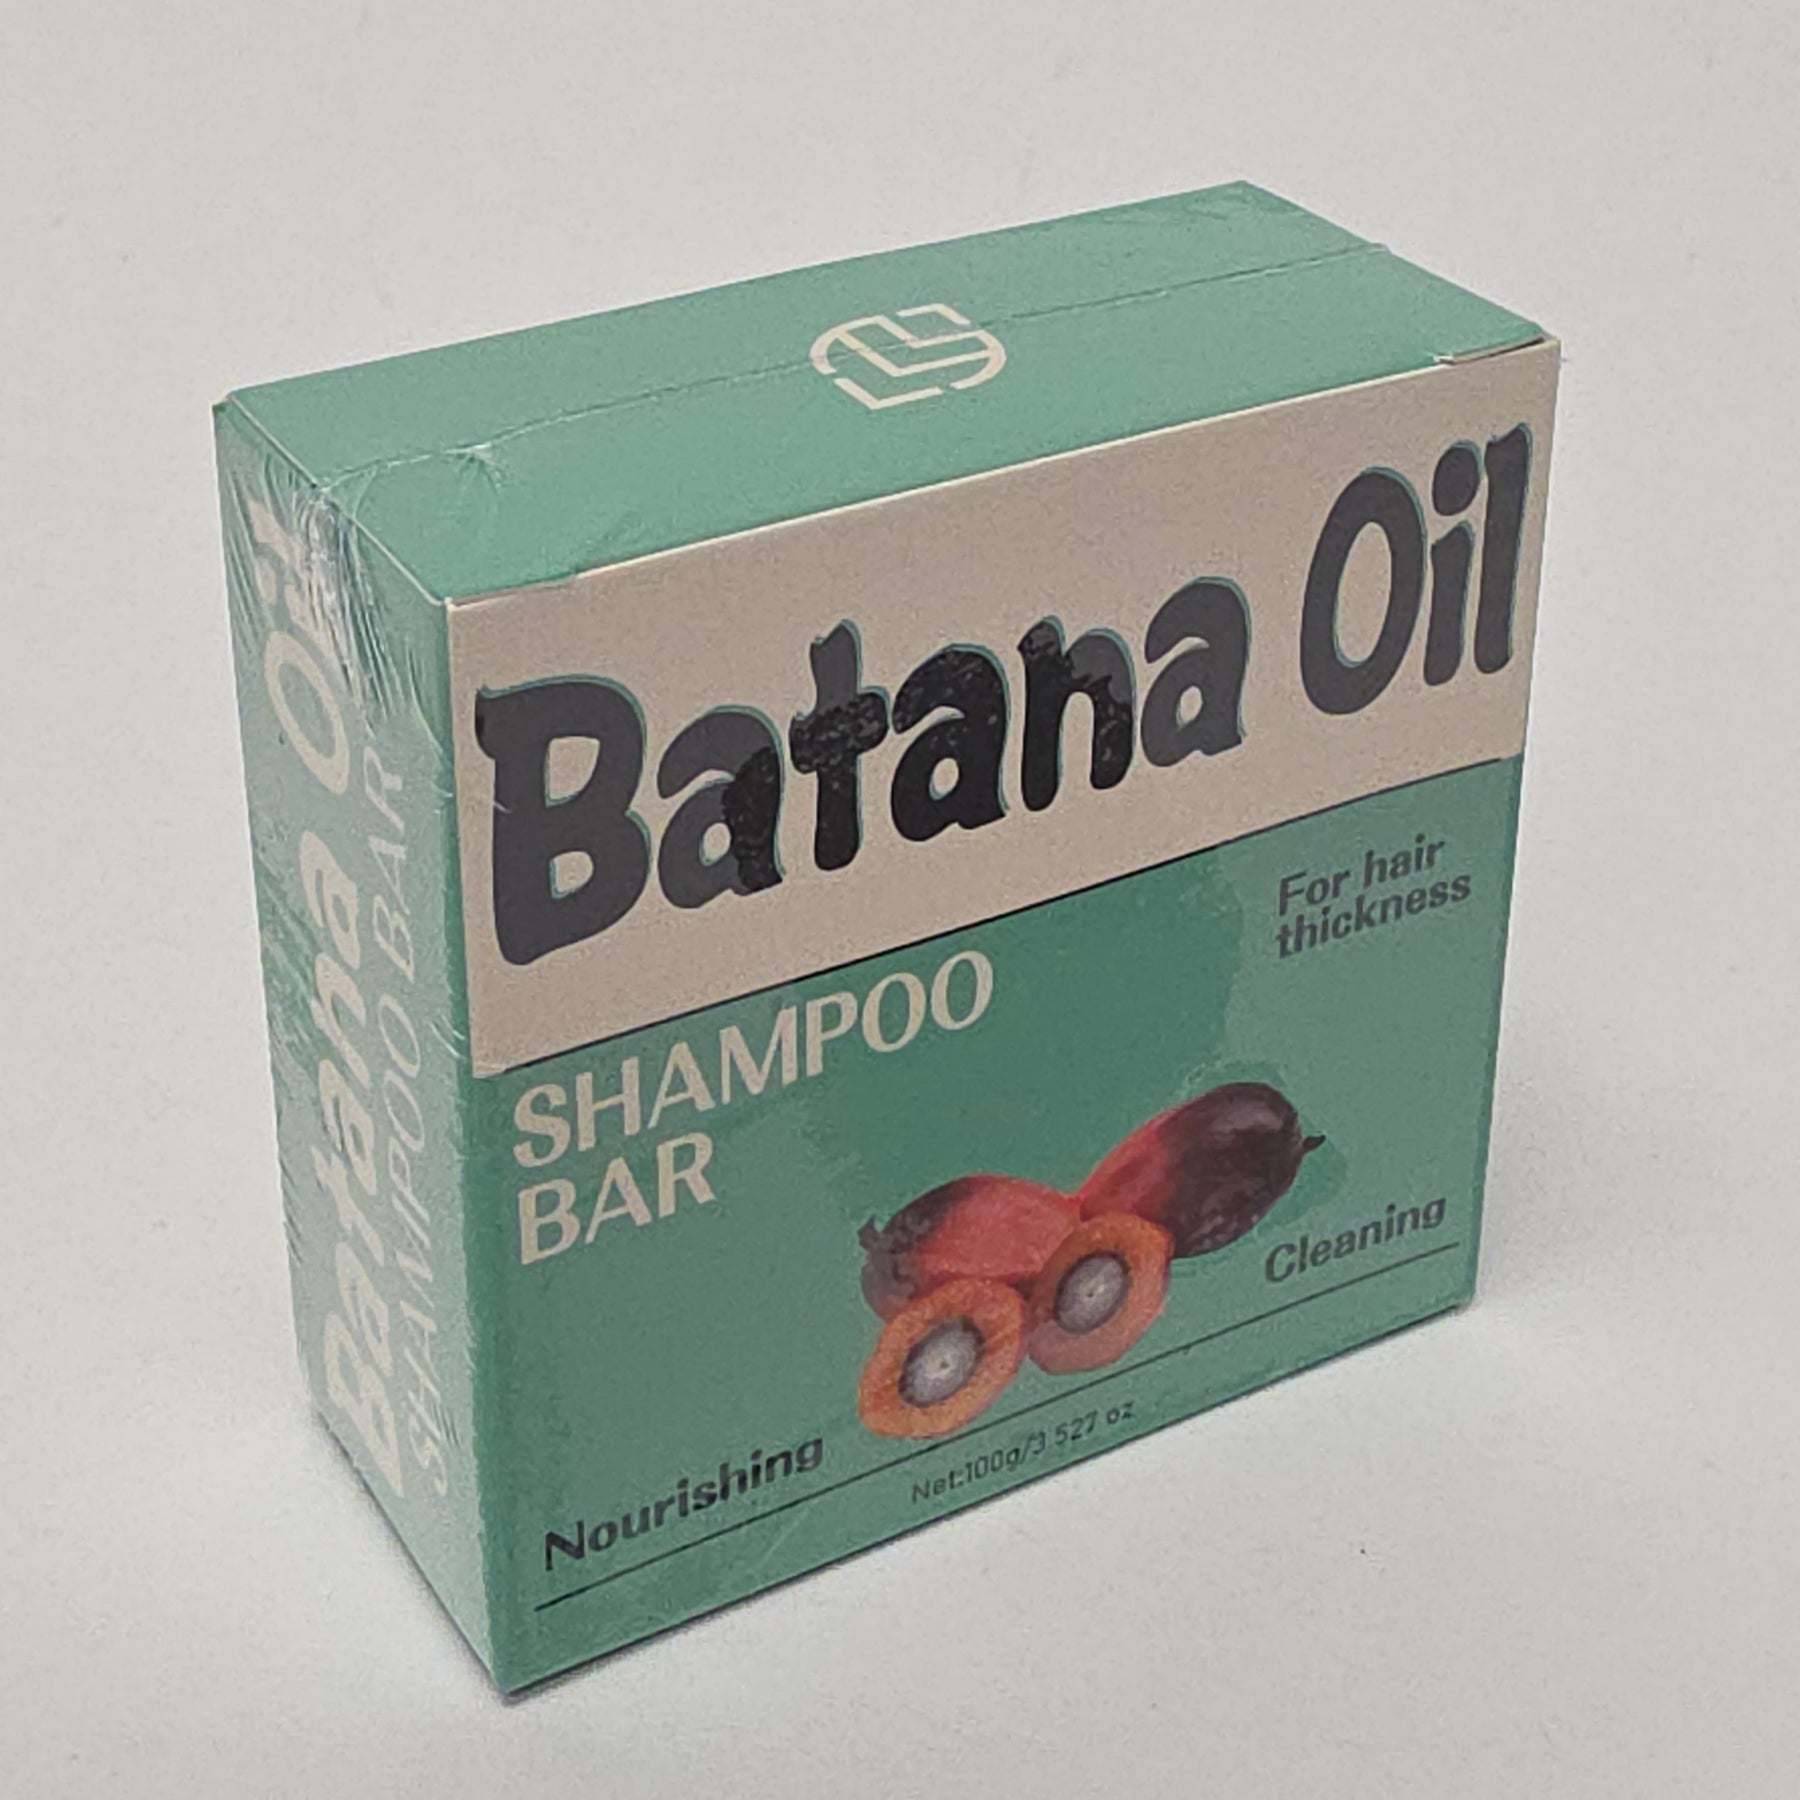 Batana Oil
SHAMPOO
BAR
For hair
thickness
Cleaning
Nourishing
Net:100g/3.527 oz
Batana Oil
SHAMPOO BAR